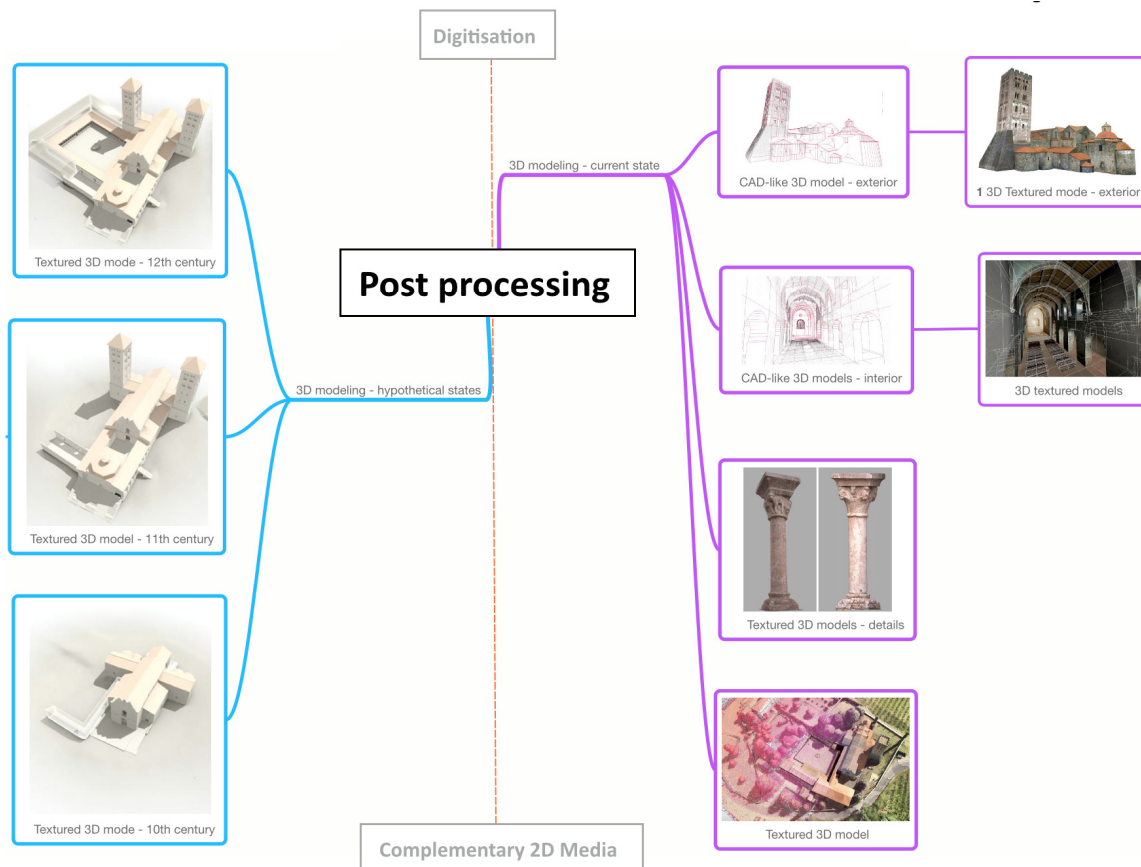 Digitisation
Textured 3D mode - 12th century
Textured 3D model - 11th century
Textured 3D mode - 10th century
3D modeling - hypothetical states
Post processing
3D modeling - current state
CAD-like 3D model - exterior
1 3D Textured mode - exterior
CAD-like 3D models - interior
3D textured models
Textured 3D models - details
Textured 3D model
Complementary 2D Media